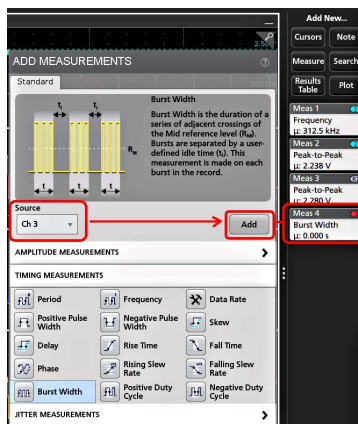 Add New...
Cursors
Note
Measure
Search
Results Table
Plot
ADD MEASUREMENTS
Standard
Burst Width
Burst Width is the duration of a
series of adjacent crossings of
the Mid reference level (RM).
Bursts are separated by a user-
defined idle time (tI). This
measurement is made on each
burst in the record.
tI
tI
RM
t
t
t
Source
Ch 3
Add
AMPLITUDE MEASUREMENTS
TIMING MEASUREMENTS
Period
Frequency
Data Rate
Positive Pulse
Width
Negative Pulse
Width
Skew
Delay
Rise Time
Fall Time
Phase
Rising Slew
Rate
Falling Slew
Rate
Burst Width
Positive Duty
Cycle
Negative Duty
Cycle
JITTER MEASUREMENTS
Meas 1
Frequency
µ: 312.5 kHz
Meas 2
Peak-to-Peak
µ: 2.238 V
Meas 3
Peak-to-Peak
µ: 2.280 V
Meas 4
Burst Width
µ: 0.000 s